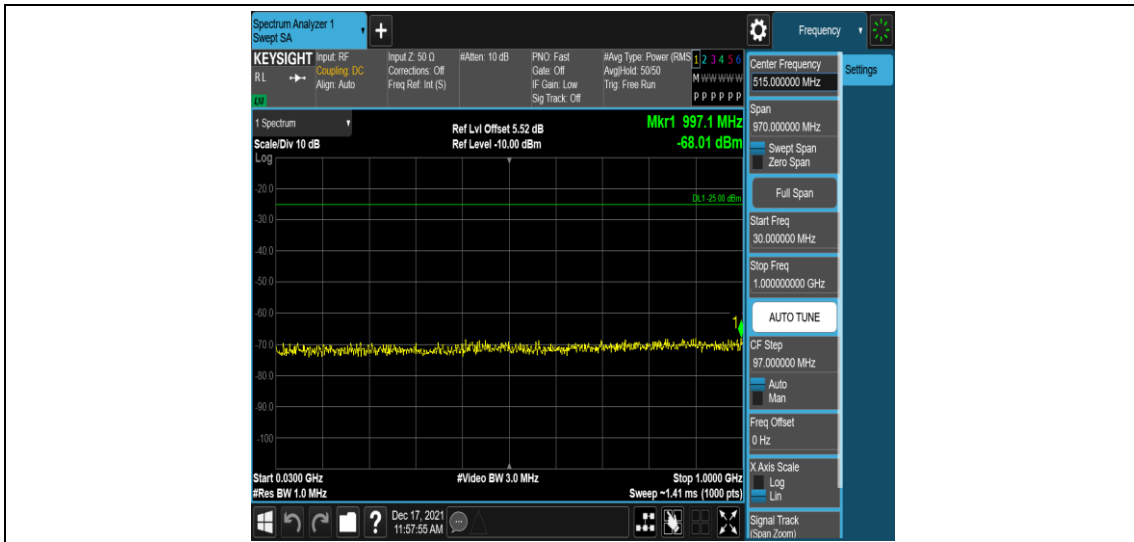 Spectrum Analyzer 1
Swept SA
+
Frequency
KEYSIGHT
RL
LXI
Input: RF
Coupling: DC
Align: Auto
Input Z: 50 Ω
Corrections: Off
Freq Ref: Int (S)
#Atten: 10 dB
PNO: Fast
Gate: Off
IF Gain: Low
Sig Track: Off
#Avg Type: Power (RMS
Avg|Hold: 50/50
Trig: Free Run
1 2 3 4 5 6
M W W W W W
P P P P P P
1 Spectrum
Scale/Div 10 dB
Log
Ref Lvl Offset 5.52 dB
Ref Level -10.00 dBm
Mkr1 997.1 MHz
-68.01 dBm
-20.0
DL1 -25.00 dBm
-30.0
-40.0
-50.0
-60.0
1
-70.0
-80.0
-90.0
-100
Start 0.0300 GHz
#Video BW 3.0 MHz
Stop 1.0000 GHz
#Res BW 1.0 MHz
Sweep ~1.41 ms (1000 pts)
?
Dec 17, 2021
11:57:55 AM
Center Frequency
515.000000 MHz
Settings
Span
970.000000 MHz
Swept Span
Zero Span
Full Span
Start Freq
30.000000 MHz
Stop Freq
1.000000000 GHz
AUTO TUNE
CF Step
97.000000 MHz
Auto
Man
Freq Offset
0 Hz
X Axis Scale
Log
Lin
Signal Track
(Span Zoom)